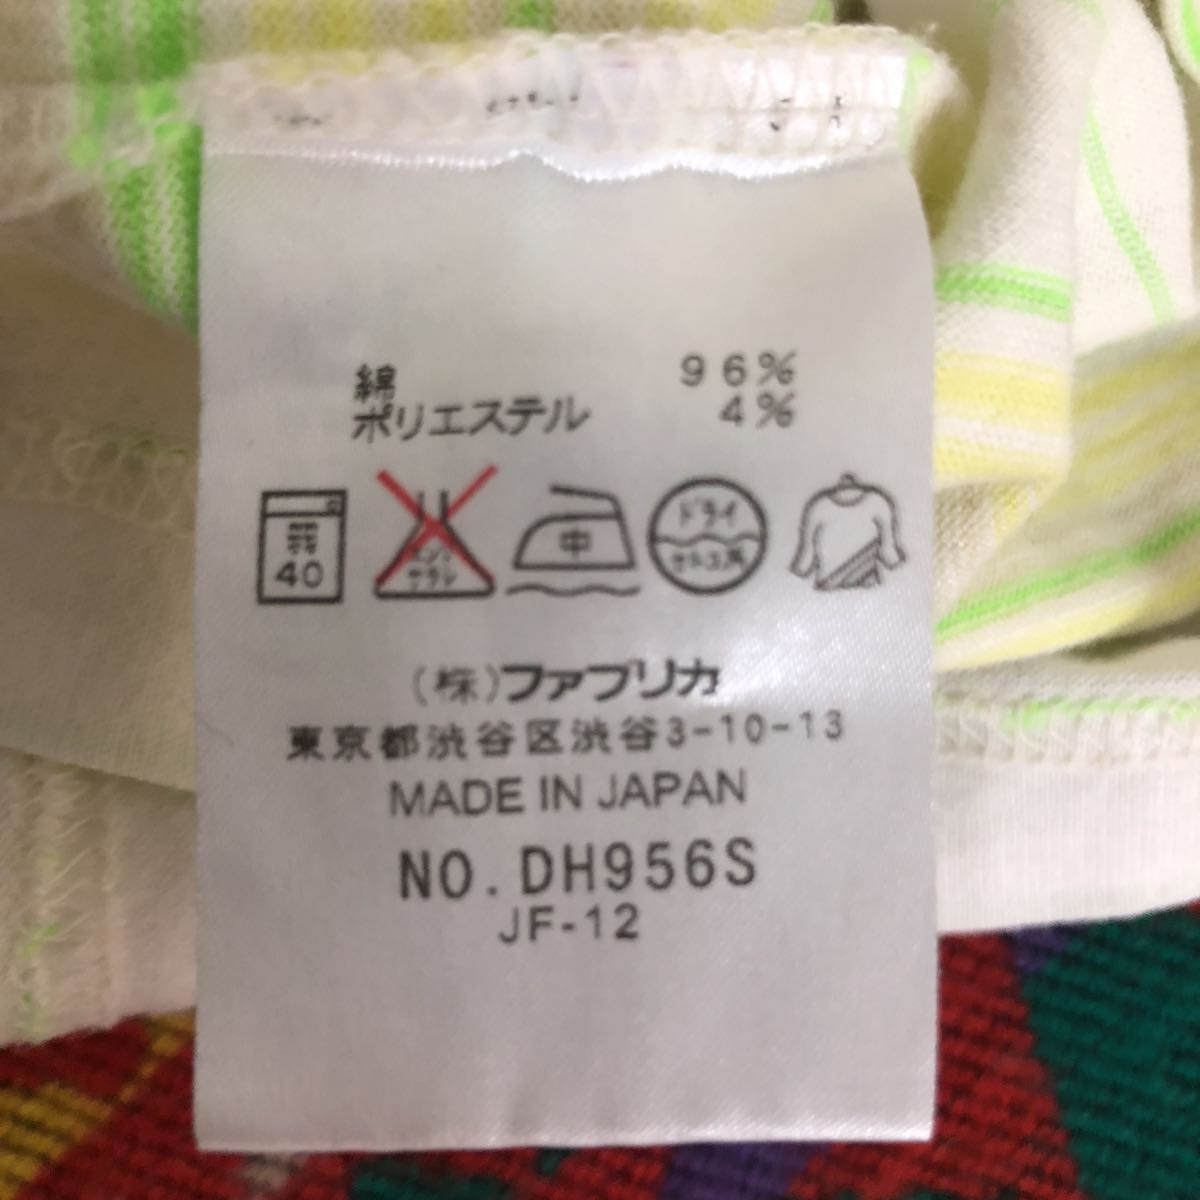 綿 96%
ポリエステル 4%
40 中 ドライ
(株)ファブリカ
東京都渋谷区渋谷3-10-13
MADE IN JAPAN
NO.DH956S
JF-12